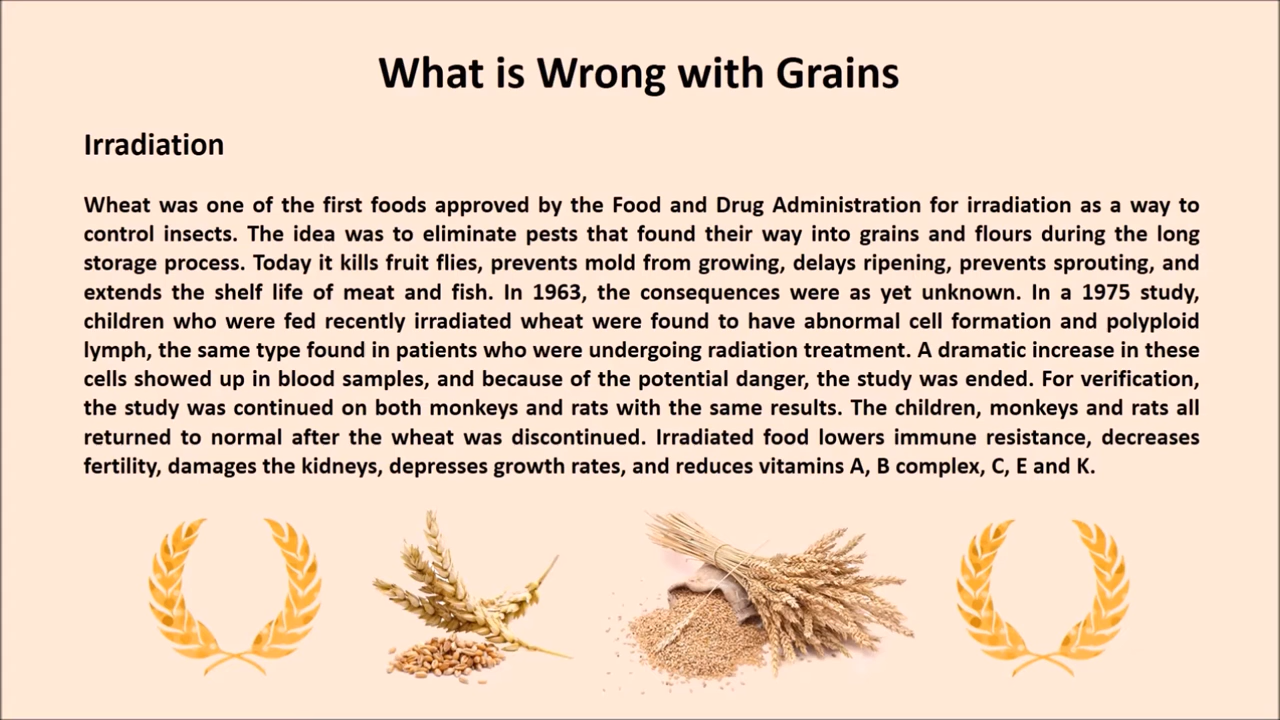 What is Wrong with Grains
Irradiation
Wheat was one of the first foods approved by the Food and Drug Administration for irradiation as a way to
control insects. The idea was to eliminate pests that found their way into grains and flours during the long
storage process. Today it kills fruit flies, prevents mold from growing, delays ripening, prevents sprouting, and
extends the shelf life of meat and fish. In 1963, the consequences were as yet unknown. In a 1975 study,
children who were fed recently irradiated wheat were found to have abnormal cell formation and polyploid
lymph, the same type found in patients who were undergoing radiation treatment. A dramatic increase in these
cells showed up in blood samples, and because of the potential danger, the study was ended. For verification,
the study was continued on both monkeys and rats with the same results. The children, monkeys and rats all
returned to normal after the wheat was discontinued. Irradiated food lowers immune resistance, decreases
fertility, damages the kidneys, depresses growth rates, and reduces vitamins A, B complex, C, E and K.